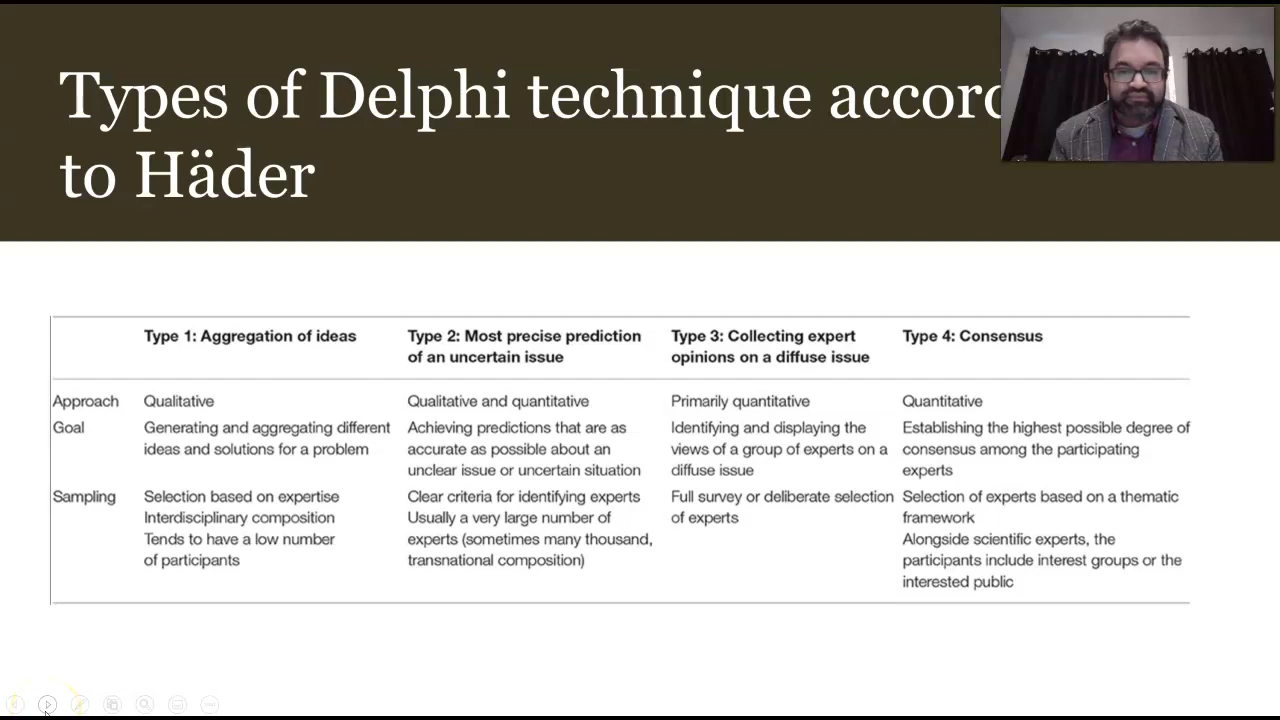 Types of Delphi technique accord
to Häder
Type 1: Aggregation of ideas
Type 2: Most precise prediction
of an uncertain issue
Type 3: Collecting expert
opinions on a diffuse issue
Type 4: Consensus
Approach
Qualitative
Qualitative and quantitative
Primarily quantitative
Quantitative
Goal
Generating and aggregating different
ideas and solutions for a problem
Achieving predictions that are as
accurate as possible about an
unclear issue or uncertain situation
Identifying and displaying the
views of a group of experts on a
diffuse issue
Establishing the highest possible degree of
consensus among the participating
experts
Sampling
Selection based on expertise
Interdisciplinary composition
Tends to have a low number
of participants
Clear criteria for identifying experts
Usually a very large number of
experts (sometimes many thousand,
transnational composition)
Full survey or deliberate selection
of experts
Selection of experts based on a thematic
framework
Alongside scientific experts, the
participants include interest groups or the
interested public